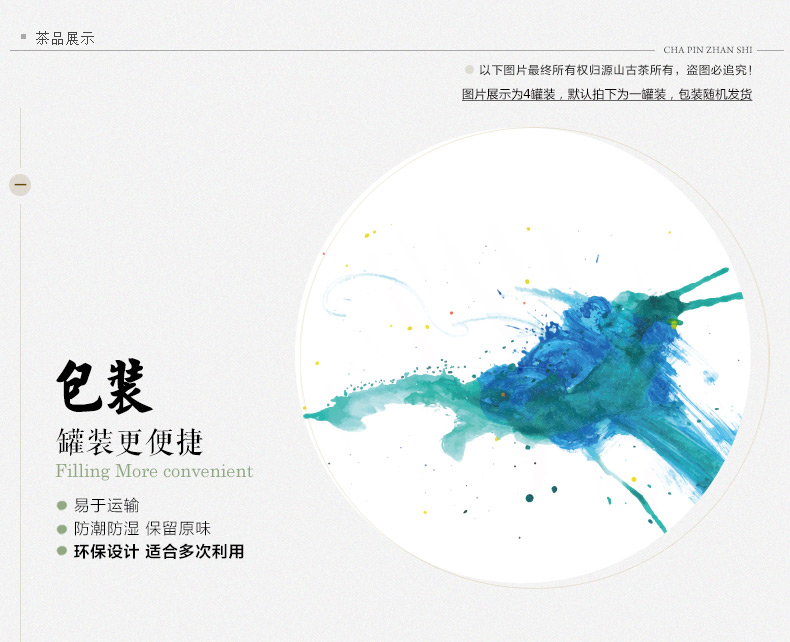 茶品展示
CHA PIN ZHAN SHI
以下图片最终所有权归源山古茶所有，盗图必追究！
图片展示为4罐装，默认拍下为一罐装，包装随机发货
包装
罐装更便捷
Filling More convenient
易于运输
防潮防湿 保留原味
环保设计 适合多次利用